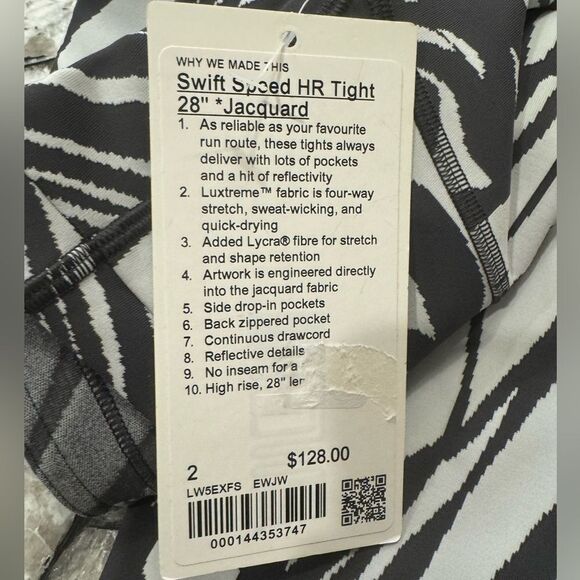 WHY WE MADE THIS
Swift Speed HR Tight
28" *Jacquard
1. As reliable as your favourite
run route, these tights always
deliver with lots of pockets
and a hit of reflectivity
2. Luxtreme™ fabric is four-way
stretch, sweat-wicking, and
quick-drying
3. Added Lycra® fibre for stretch
and shape retention
4. Artwork is engineered directly
into the jacquard fabric
5. Side drop-in pockets
6. Back zippered pocket
7. Continuous drawcord
8. Reflective details
9. No inseam for a
10. High rise, 28"
2 $128.00
LW5EXFS EWJW
000144353747